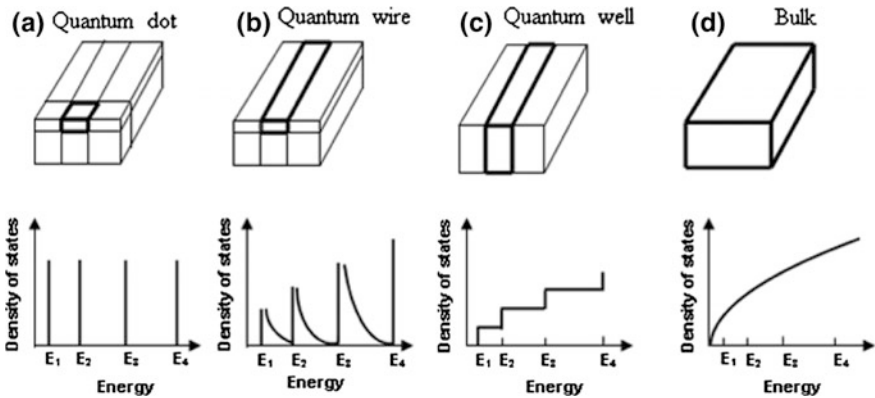 (a) Quantum dot
(b) Quantum wire
(c) Quantum well
(d) Bulk
Density of states
E1 E2 E3 E4
Energy
Density of states
E1 E2 E3 E4
Energy
Density of states
E1 E2 E3 E4
Energy
Density of states
E1 E2 E3 E4
Energy